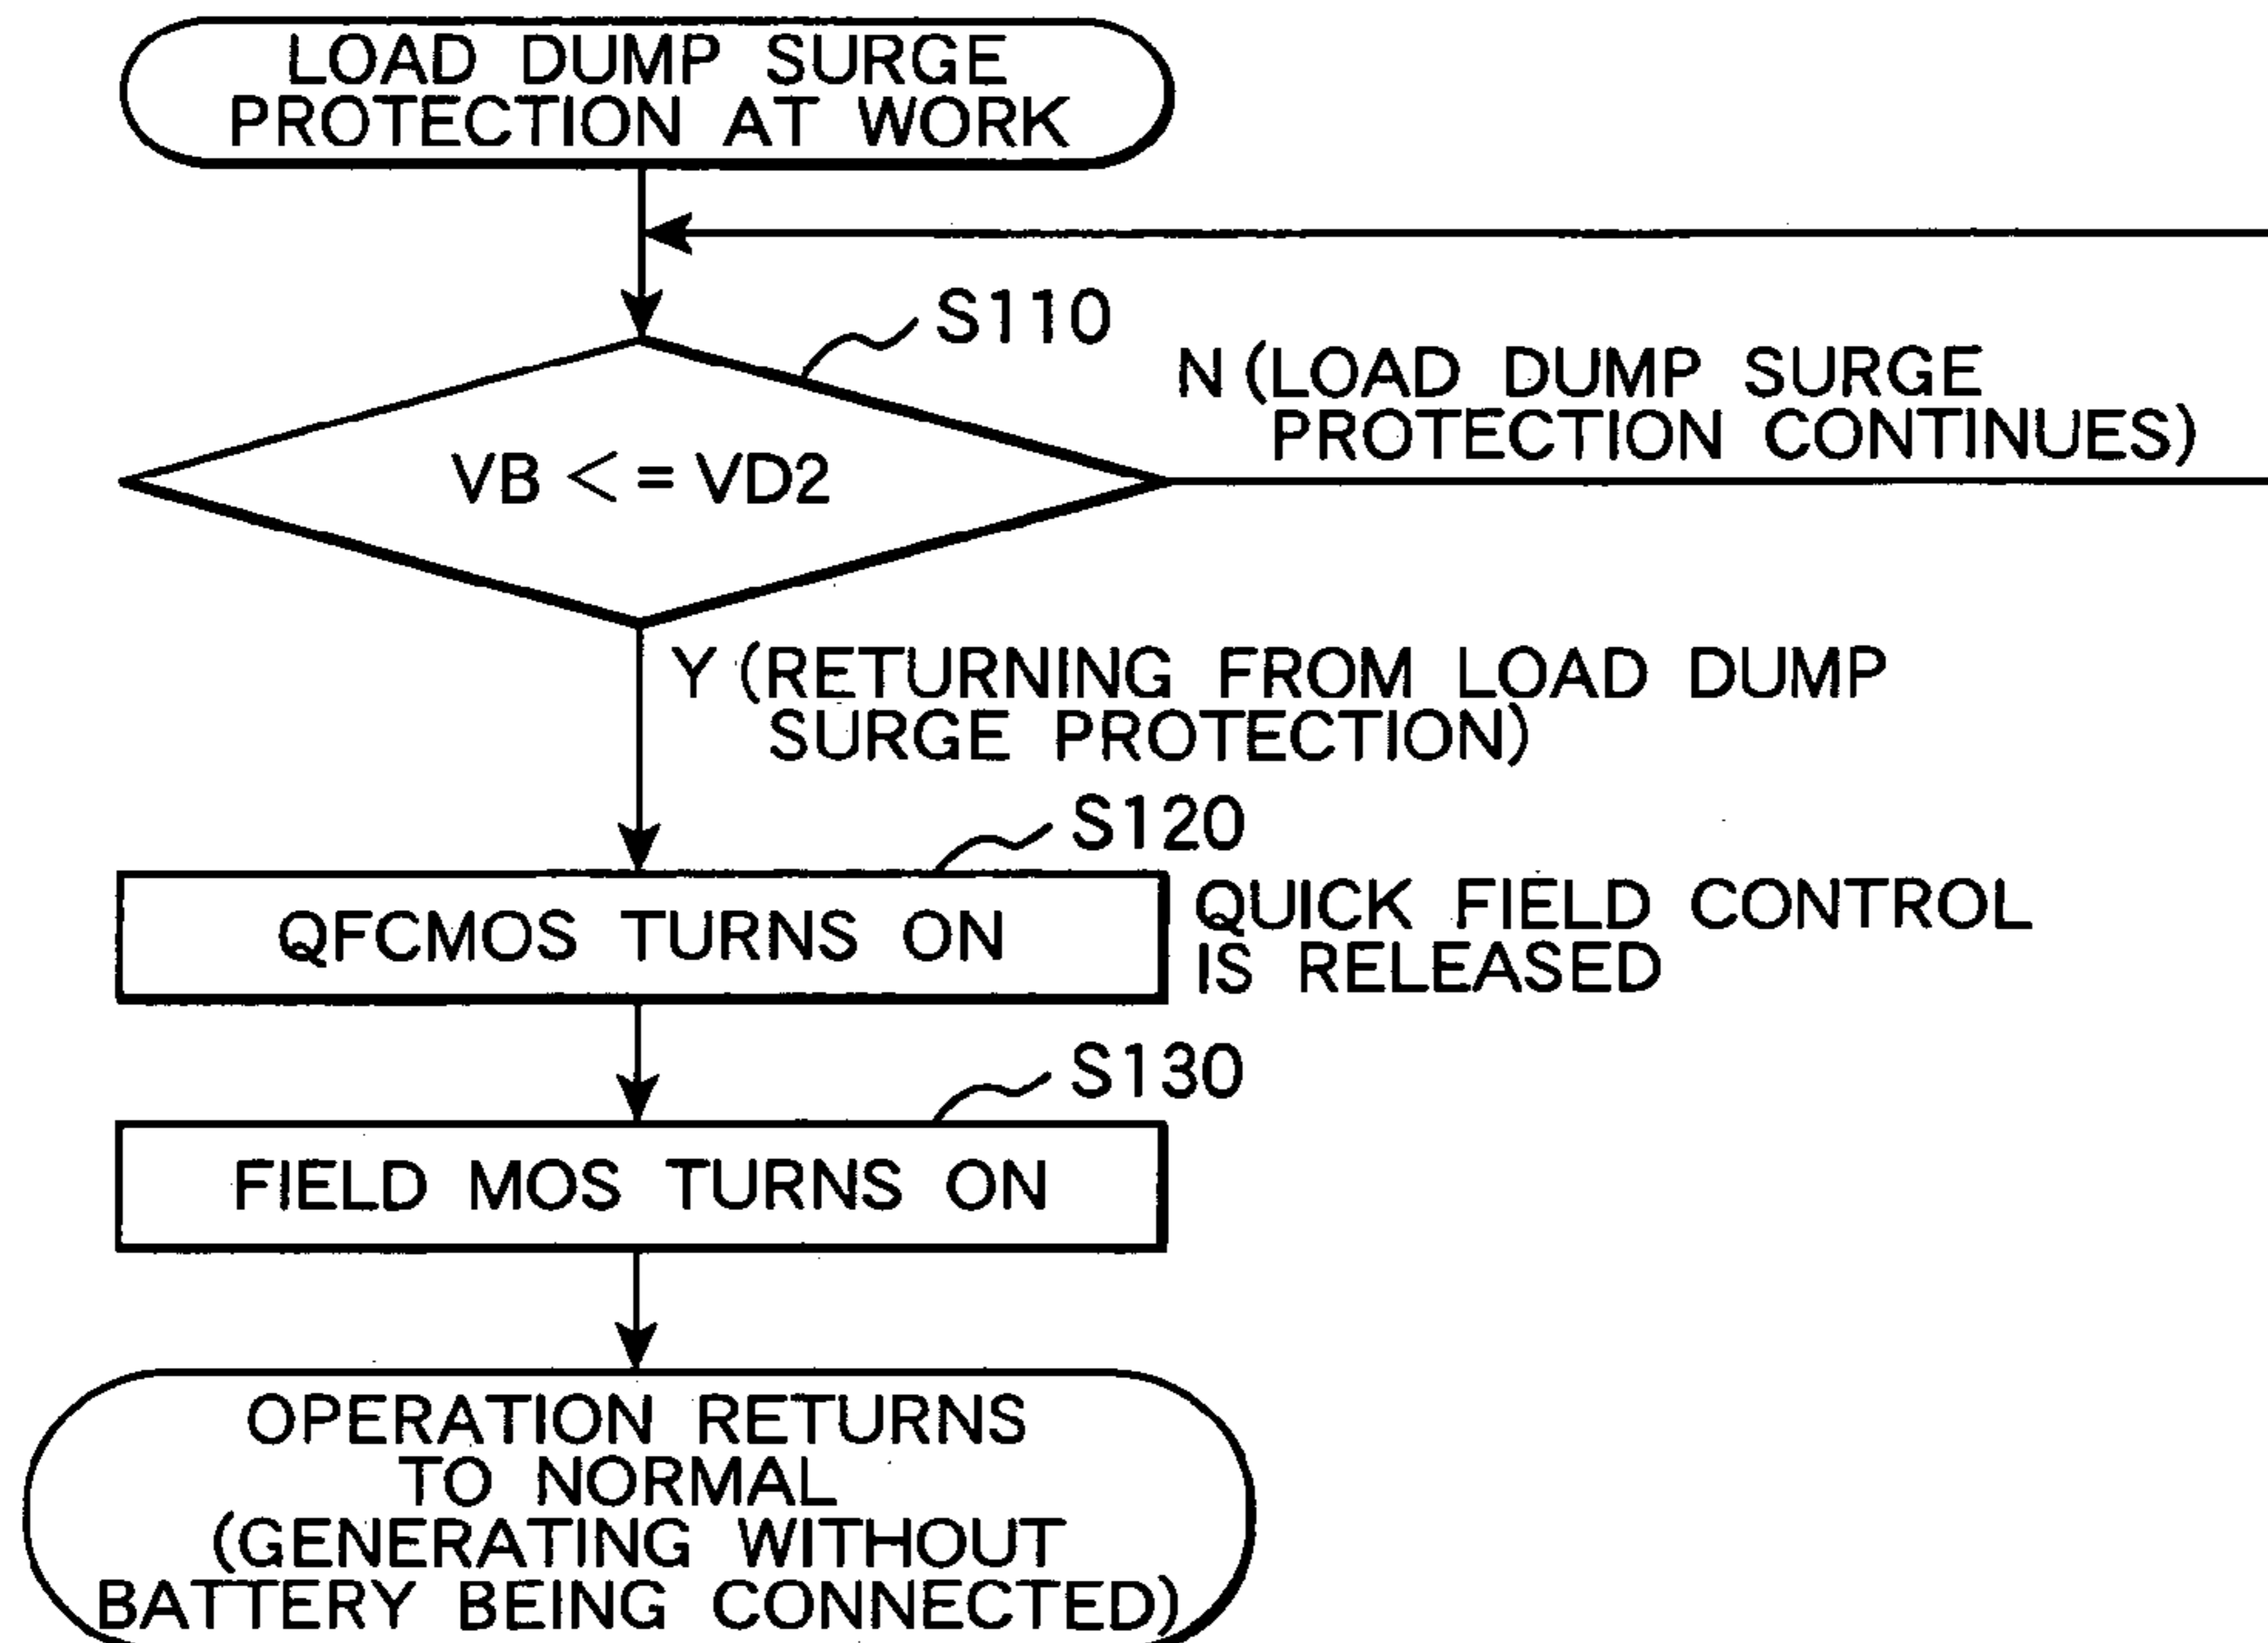 LOAD DUMP SURGE
PROTECTION AT WORK
S110
N (LOAD DUMP SURGE
PROTECTION CONTINUES)
VB < = VD2
Y (RETURNING FROM LOAD DUMP
SURGE PROTECTION)
S120
QFCMOS TURNS ON
QUICK FIELD CONTROL
IS RELEASED
S130
FIELD MOS TURNS ON
OPERATION RETURNS
TO NORMAL
(GENERATING WITHOUT
BATTERY BEING CONNECTED)